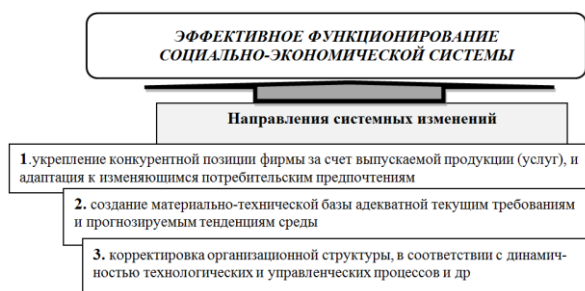 ЭФФЕКТИВНОЕ ФУНКЦИОНИРОВАНИЕ
СОЦИАЛЬНО-ЭКОНОМИЧЕСКОЙ СИСТЕМЫ
Направления системных изменений
1.укрепление конкурентной позиции фирмы за счет выпускаемой продукции (услуг), и
адаптация к изменяющимся потребительским предпочтениям
2. создание материально-технической базы адекватной текущим требованиям
и прогнозируемым тенденциям среды
3. корректировка организационной структуры, в соответствии с динамич-
ностью технологических и управленческих процессов и др